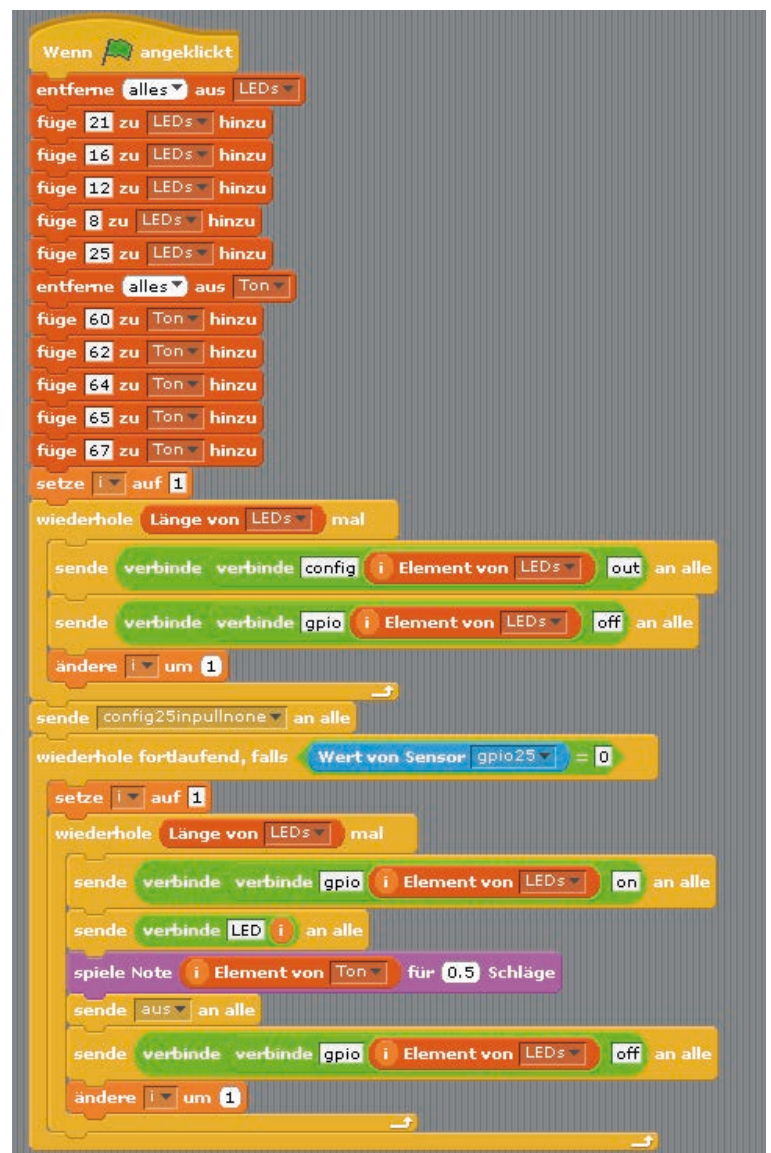 Wenn angeklickt
entferne alles aus LEDs
füge 21 zu LEDs hinzu
füge 16 zu LEDs hinzu
füge 12 zu LEDs hinzu
füge 8 zu LEDs hinzu
füge 25 zu LEDs hinzu
entferne alles aus Ton
füge 60 zu Ton hinzu
füge 62 zu Ton hinzu
füge 64 zu Ton hinzu
füge 65 zu Ton hinzu
füge 67 zu Ton hinzu
setze i auf 1
wiederhole Länge von LEDs mal
sende verbinde verbinde config i Element von LEDs out an alle
sende verbinde verbinde gpio i Element von LEDs off an alle
ändere i um 1
sende config25inpullnone an alle
wiederhole fortlaufend, falls Wert von Sensor gpio25 = 0
setze i auf 1
wiederhole Länge von LEDs mal
sende verbinde verbinde gpio i Element von LEDs on an alle
sende verbinde LED i an alle
spiele Note i Element von Ton für 0.5 Schläge
sende aus an alle
sende verbinde verbinde gpio i Element von LEDs off an alle
ändere i um 1